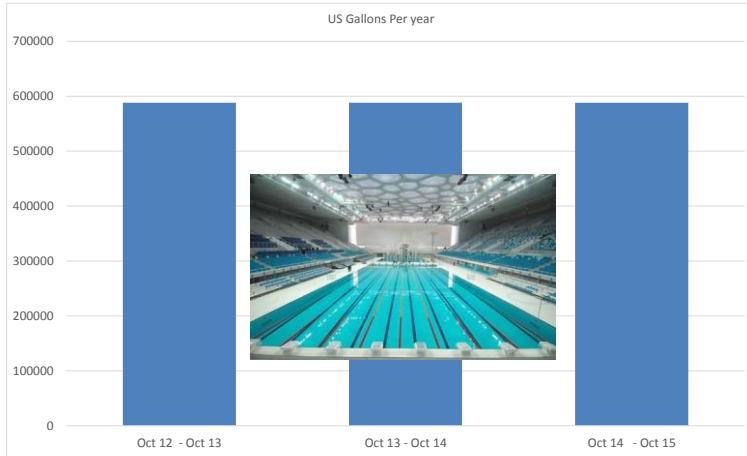 US Gallons Per year
700000
600000
500000
400000
300000
200000
100000
0
Oct 12 - Oct 13
Oct 13 - Oct 14
Oct 14 - Oct 15